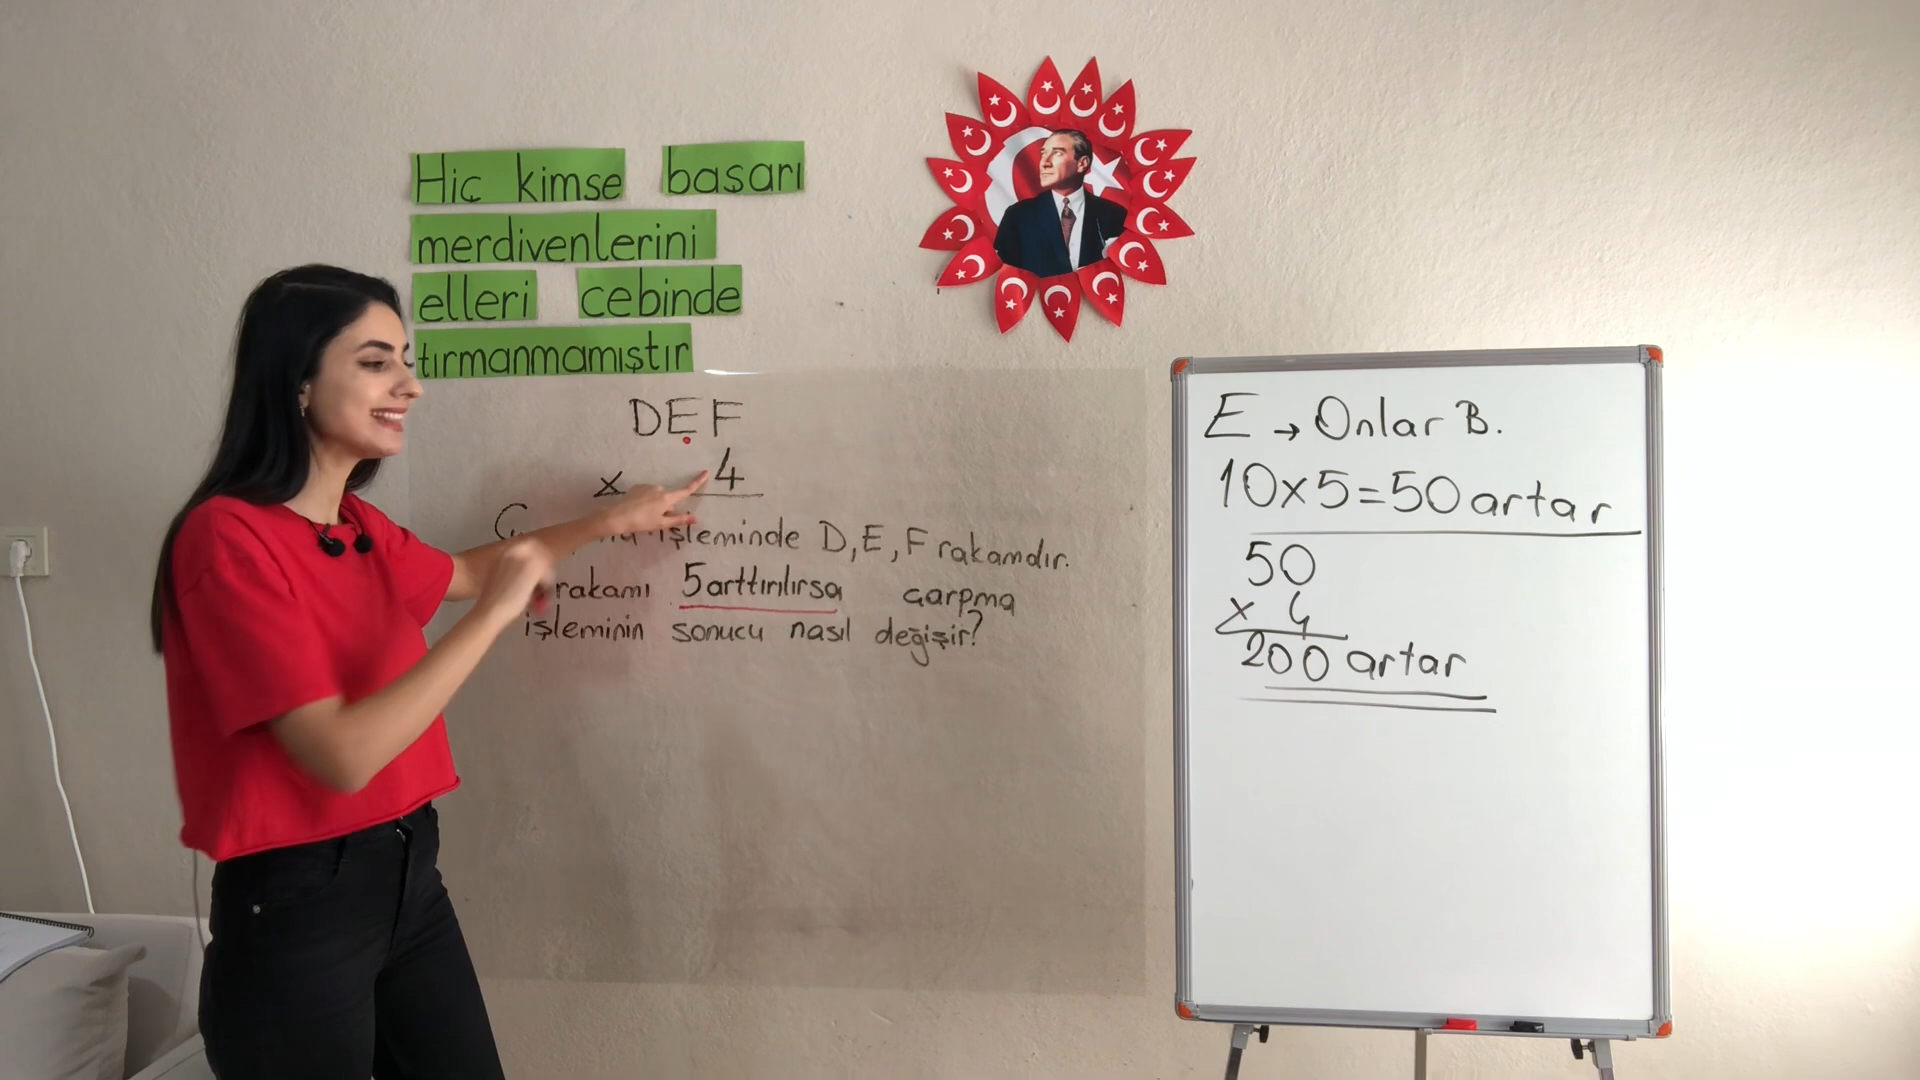 Hiç kimse başarı
merdivenlerini
elleri cebinde
tırmanmamıştır
DEF
x 4
işleminde D, E, F rakamdır.
rakamı 5 arttırılırsa çarpma
işleminin sonucu nasıl değişir?
E → Onlar B.
10x5=50 artar
50
x 4
200 artar